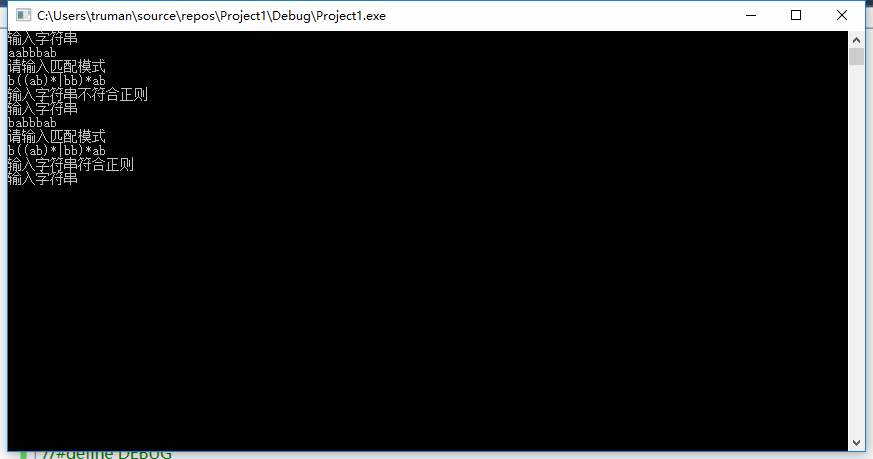 C:\Users\truman\source\repos\Project1\Debug\Project1.exe
输入字符串
aabbbab
请输入匹配模式
b((ab)*|bb)*ab
输入字符串不符合正则
输入字符串
babbbab
请输入匹配模式
b((ab)*|bb)*ab
输入字符串符合正则
输入字符串
//#define DEBUG